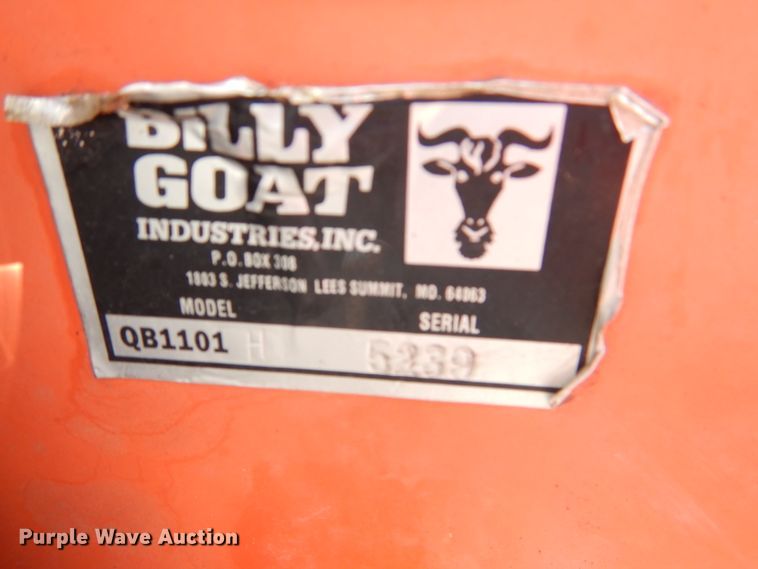 BiLLY
GOAT
INDUSTRIES,INC.
P.O.BOX 308
1803 S. JEFFERSON LEES SUMMIT, MO. 64063
MODEL SERIAL
QB1101 H 5239
Purple Wave Auction®